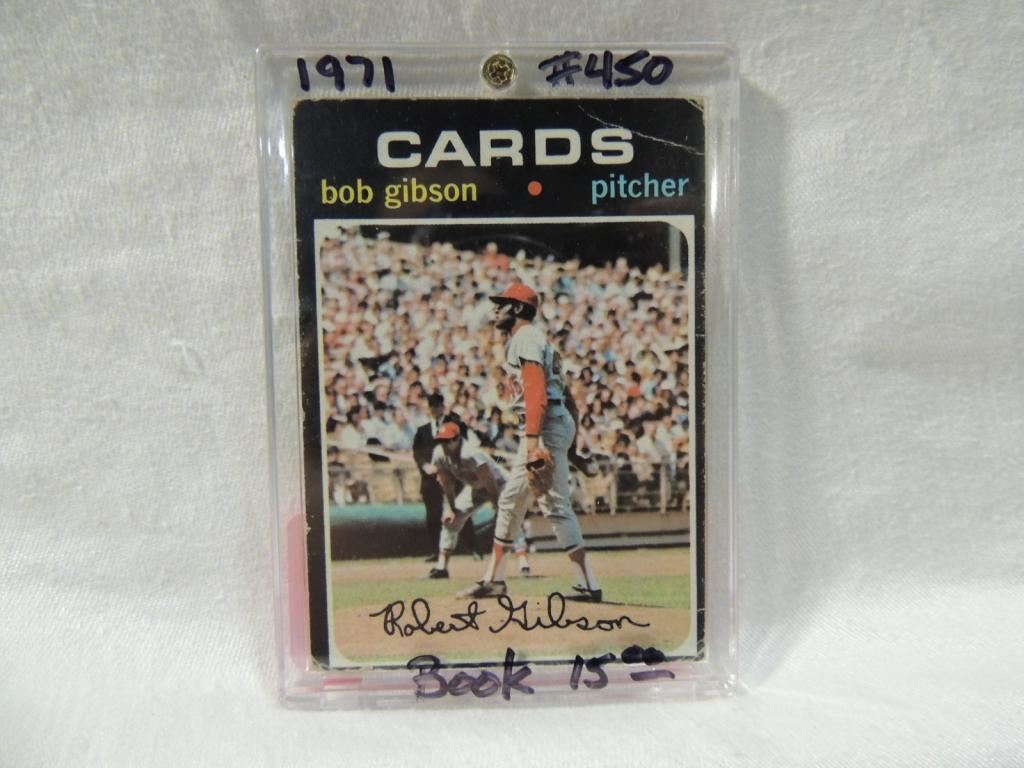 1971 #450
CARDS
bob gibson • pitcher
Robert Gibson
Book 15 00